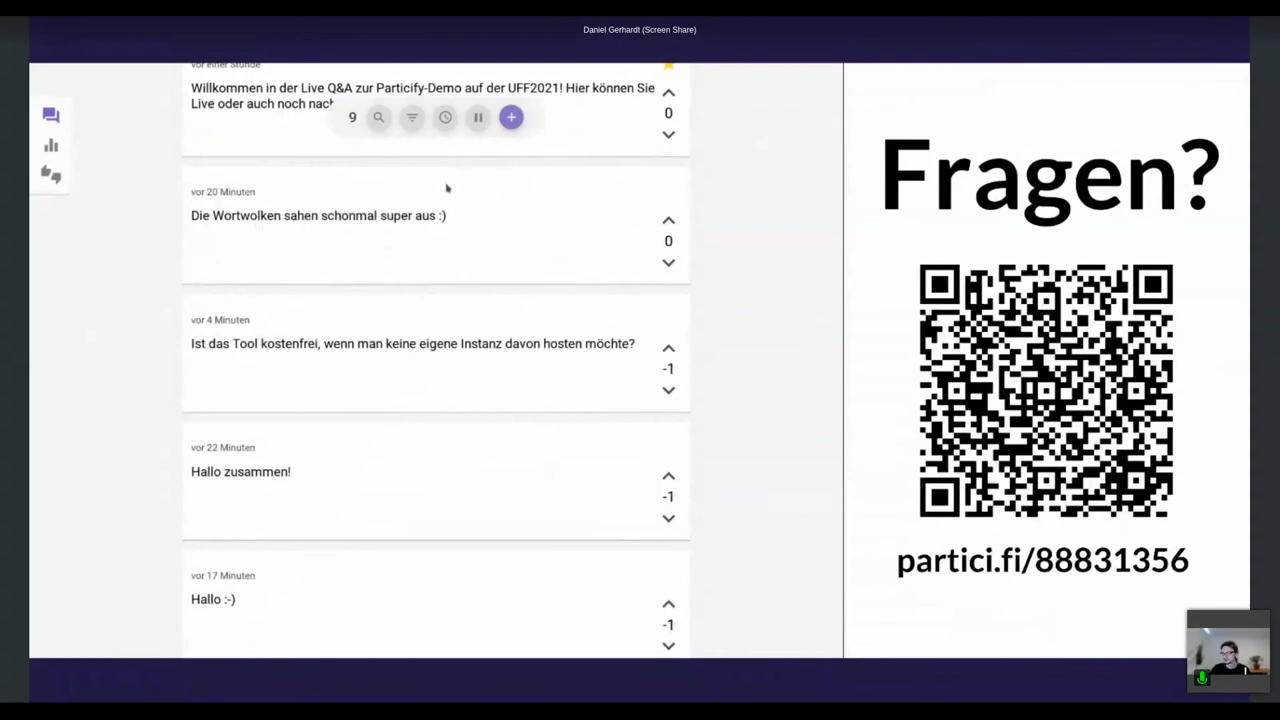 Daniel Gerhardt (Screen Share)
vor einer Stunde
Willkommen in der Live Q&A zur Particify-Demo auf der UFF2021! Hier können Sie
Live oder auch noch nach
0
9
vor 20 Minuten
Die Wortwolken sahen schonmal super aus :)
0
vor 4 Minuten
Ist das Tool kostenfrei, wenn man keine eigene Instanz davon hosten möchte?
-1
vor 22 Minuten
Hallo zusammen!
-1
vor 17 Minuten
Hallo :-)
-1
Fragen?
partici.fi/88831356